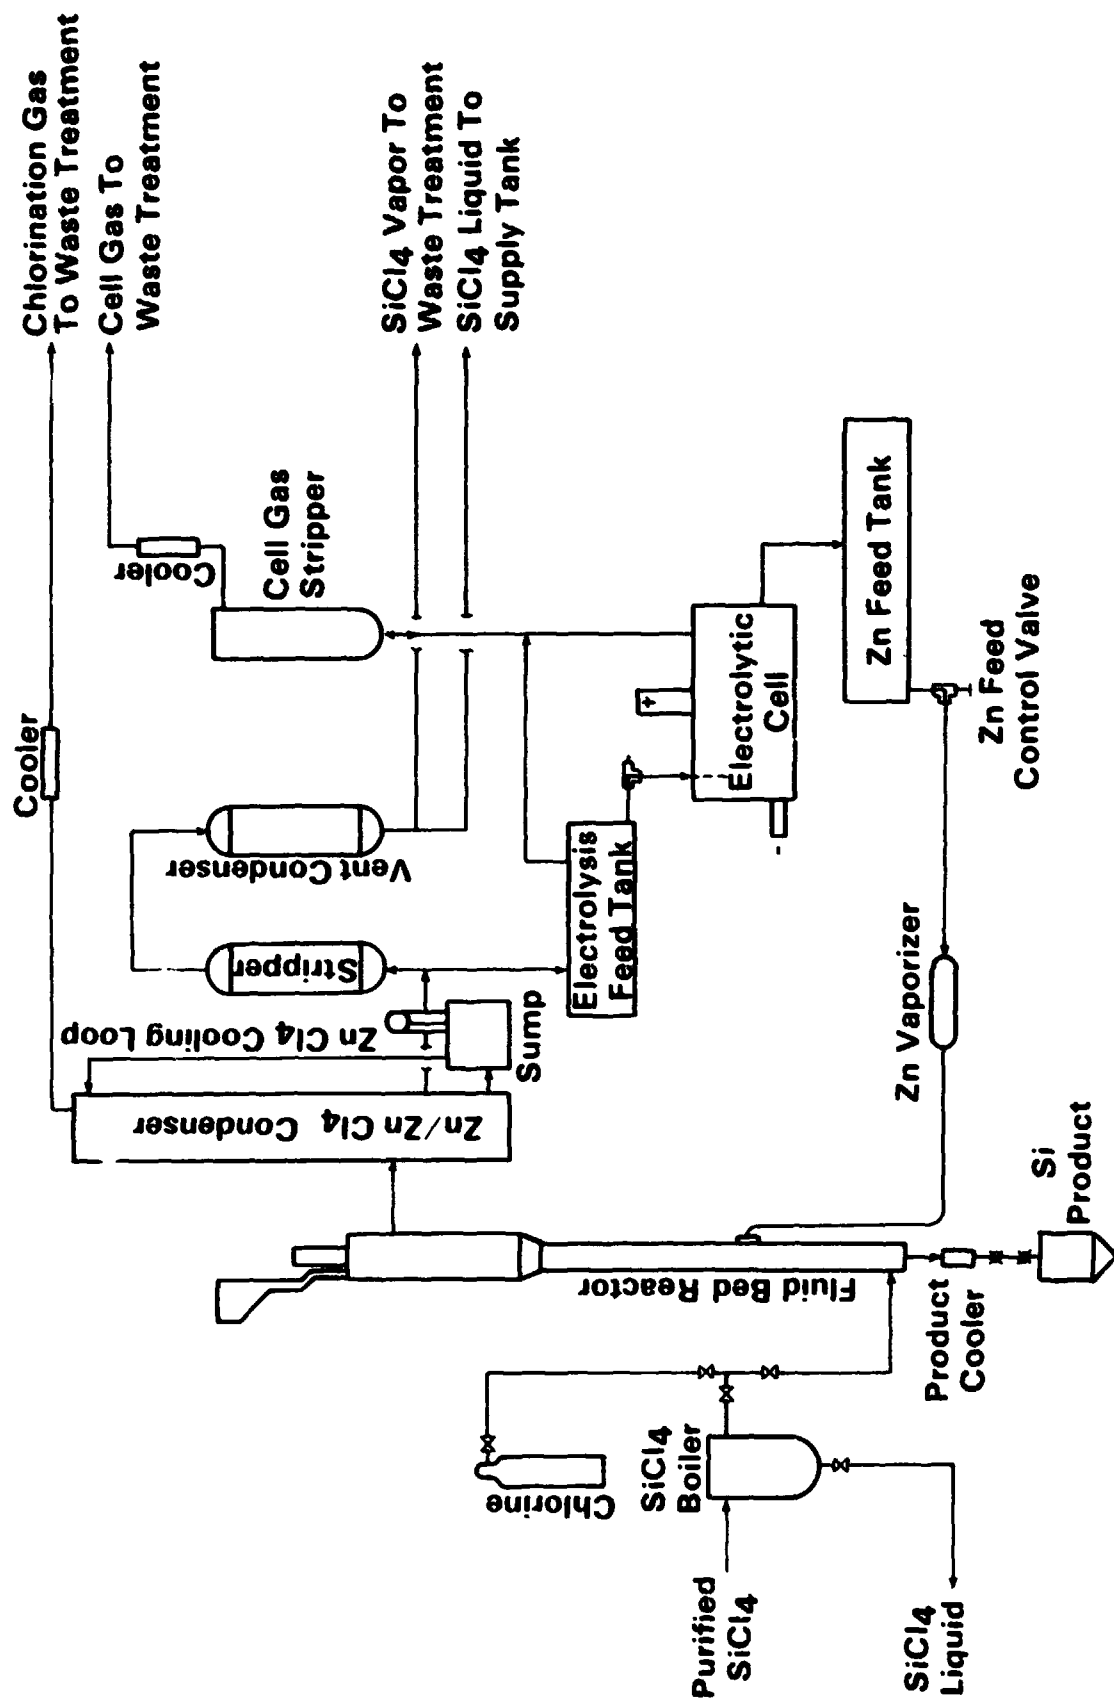 Chlorination Gas
To Waste Treatment
Cell Gas To
Waste Treatment
SiCl4 Vapor To
Waste Treatment
SiCl4 Liquid To
Supply Tank
Cooler
Cooler
Cell Gas
Stripper
Vent Condenser
Stripper
Zn Cl4 Cooling Loop
Sump
Zn/Zn Cl4 Condenser
Electrolysis
Feed Tank
+
Electrolytic
Cell
-
Zn Feed Tank
Zn Feed
Control Valve
Zn Vaporizer
Fluid Bed Reactor
Si
Product
Product
Cooler
Chlorine
SiCl4
Boiler
Purified
SiCl4
SiCl4
Liquid